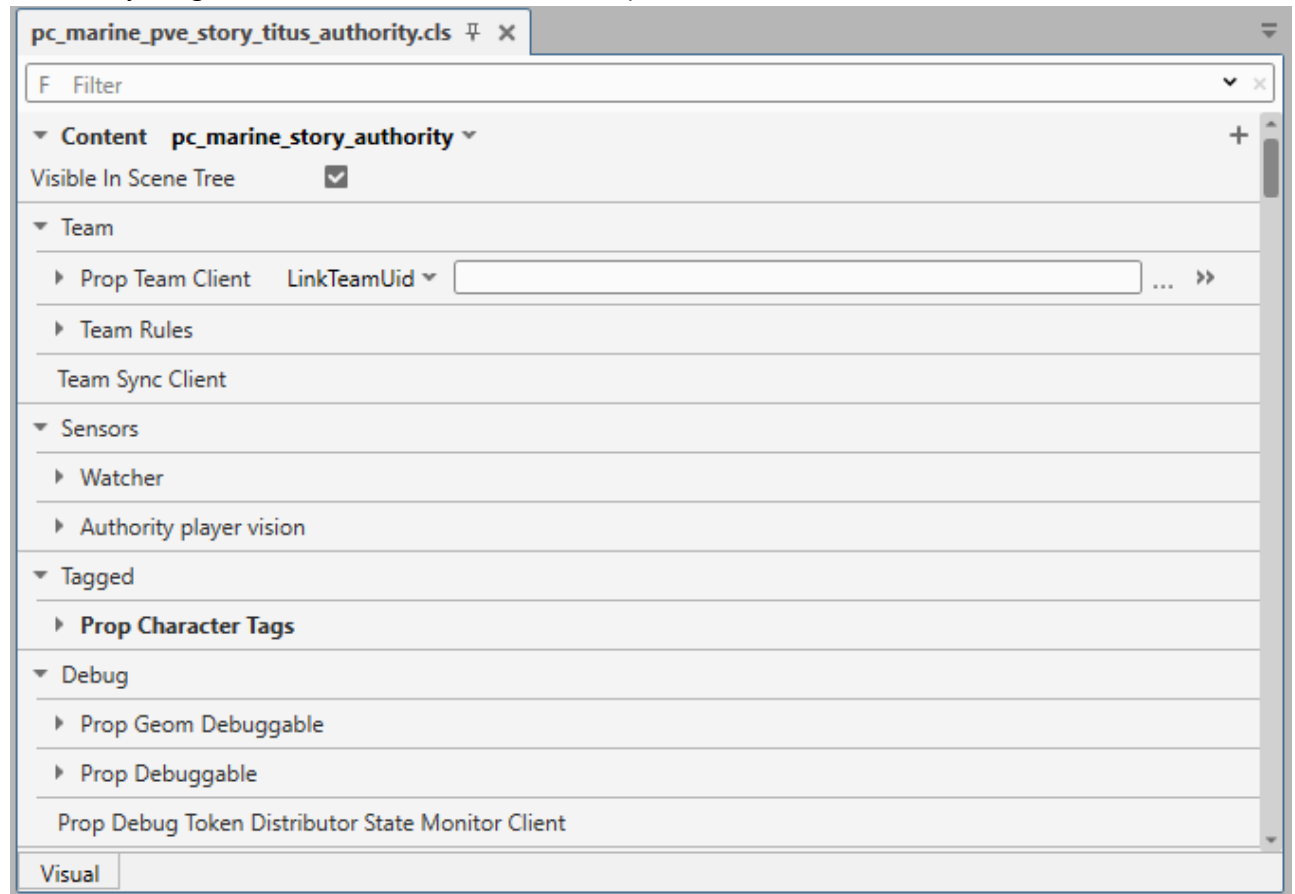 pc_marine_pve_story_titus_authority.cls
F Filter
Content pc_marine_story_authority
Visible In Scene Tree
Team
Prop Team Client LinkTeamUid ...
Team Rules
Team Sync Client
Sensors
Watcher
Authority player vision
Tagged
Prop Character Tags
Debug
Prop Geom Debuggable
Prop Debuggable
Prop Debug Token Distributor State Monitor Client
Visual